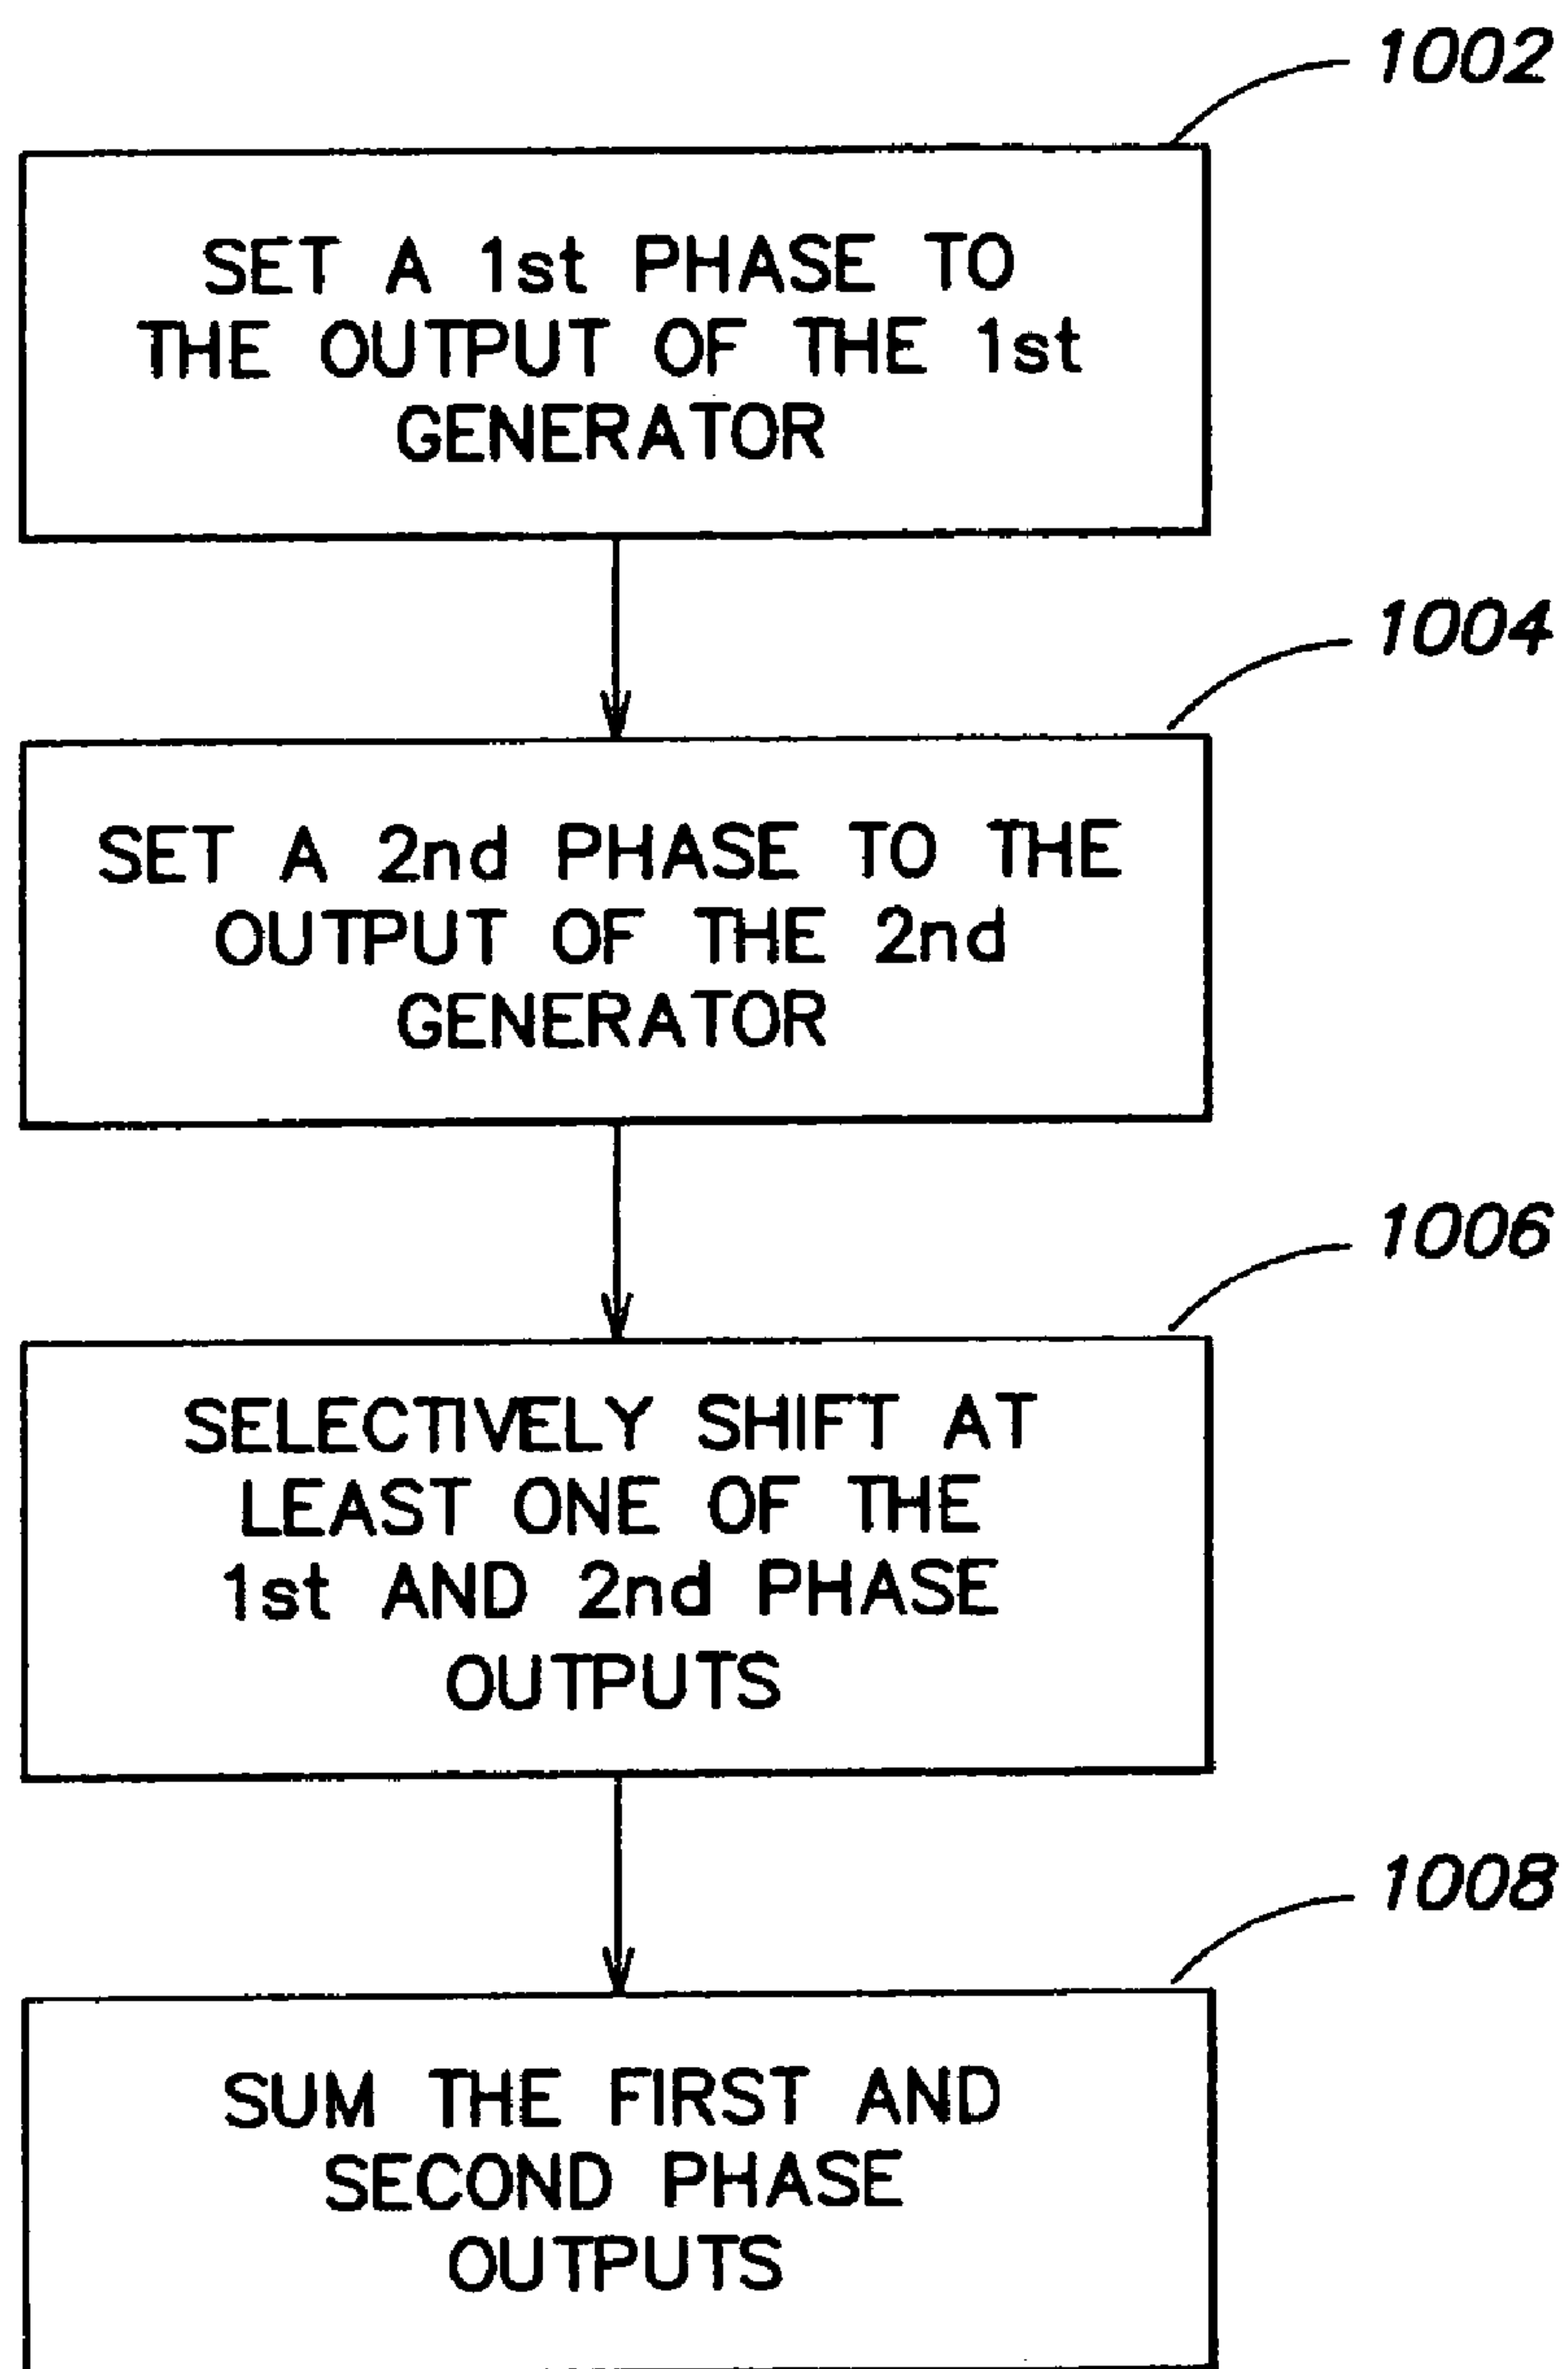 1002
SET A 1st PHASE TO
THE OUTPUT OF THE 1st
GENERATOR
1004
SET A 2nd PHASE TO THE
OUTPUT OF THE 2nd
GENERATOR
1006
SELECTIVELY SHIFT AT
LEAST ONE OF THE
1st AND 2nd PHASE
OUTPUTS
1008
SUM THE FIRST AND
SECOND PHASE
OUTPUTS